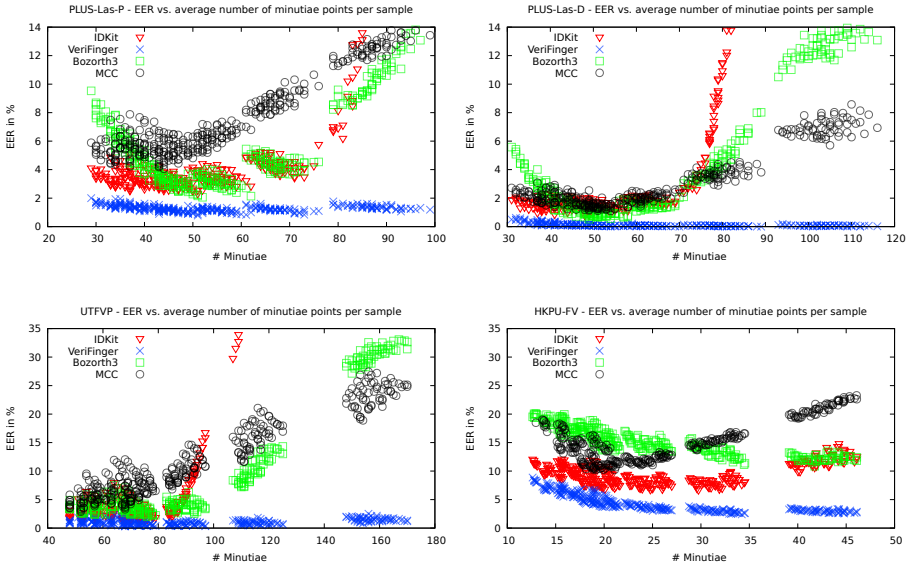 PLUS-Las-P - EER vs. average number of minutiae points per sample
14
12
10
8
6
4
2
0
EER in %
IDKit
VeriFinger
Bozorth3
MCC
20 30 40 50 60 70 80 90 100
# Minutiae
PLUS-Las-D - EER vs. average number of minutiae points per sample
14
12
10
8
6
4
2
0
EER in %
IDKit
VeriFinger
Bozorth3
MCC
30 40 50 60 70 80 90 100 110 120
# Minutiae
UTFVP - EER vs. average number of minutiae points per sample
35
30
25
20
15
10
5
0
EER in %
IDKit
VeriFinger
Bozorth3
MCC
40 60 80 100 120 140 160 180
# Minutiae
HKPU-FV - EER vs. average number of minutiae points per sample
35
30
25
20
15
10
5
0
EER in %
IDKit
VeriFinger
Bozorth3
MCC
10 15 20 25 30 35 40 45 50
# Minutiae